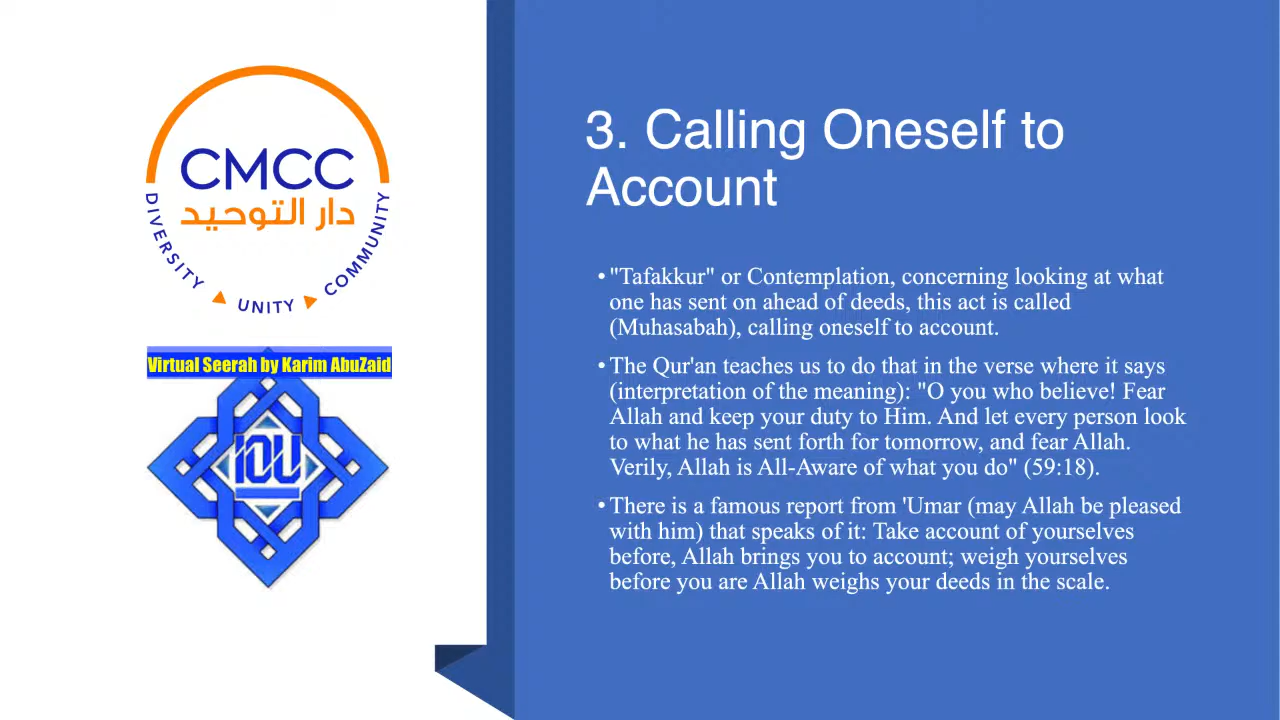 CMCC
دار التوحيد
DIVERSITY
UNITY
COMMUNITY
Virtual Seerah by Karim AbuZaid
IOU
3. Calling Oneself to
Account
• "Tafakkur" or Contemplation, concerning looking at what
one has sent on ahead of deeds, this act is called
(Muhasabah), calling oneself to account.
• The Qur'an teaches us to do that in the verse where it says
(interpretation of the meaning): "O you who believe! Fear
Allah and keep your duty to Him. And let every person look
to what he has sent forth for tomorrow, and fear Allah.
Verily, Allah is All-Aware of what you do" (59:18).
• There is a famous report from 'Umar (may Allah be pleased
with him) that speaks of it: Take account of yourselves
before, Allah brings you to account; weigh yourselves
before you are Allah weighs your deeds in the scale.